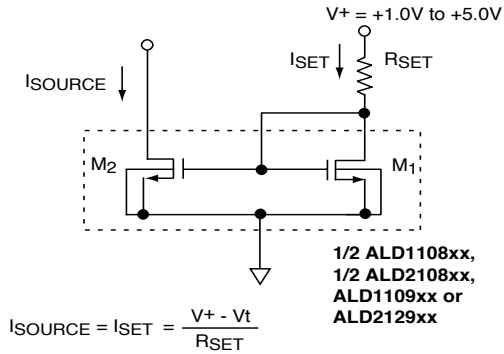 V+ = +1.0V to +5.0V
ISET
RSET
ISOURCE
M2
M1
1/2 ALD1108xx,
1/2 ALD2108xx,
ALD1109xx or
ALD2129xx
ISOURCE = ISET = V+ - Vt
RSET